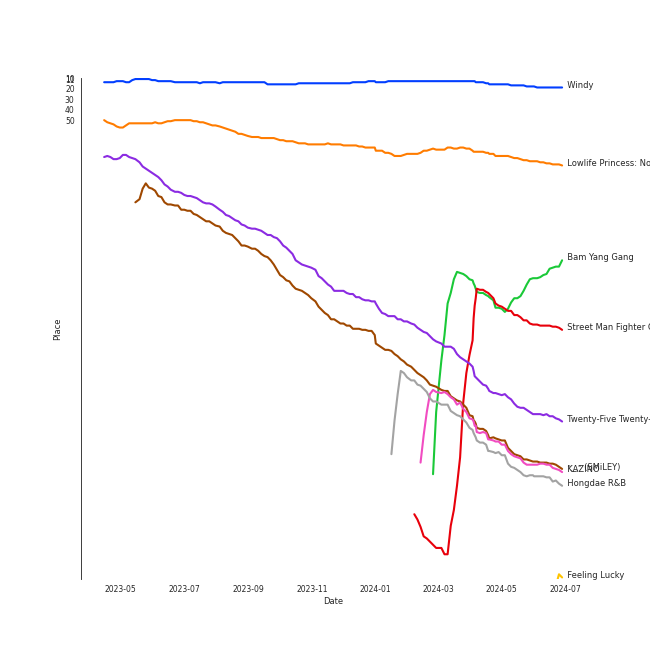 10
20
30
40
50
Place
Windy
Lowlife Princess: No
Bam Yang Gang
Street Man Fighter
Twenty-Five Twenty-
(SMiLEY)
KAZINO
Hongdae R&B
Feeling Lucky
2023-05
2023-07
2023-09
2023-11
2024-01
2024-03
2024-05
2024-07
Date